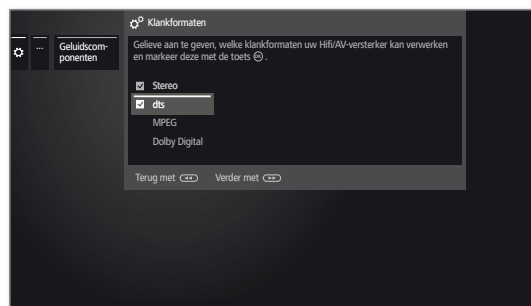 Klankformaten
...
Geluidscom-
ponenten
Gelieve aan te geven, welke klankformaten uw Hifi/AV-versterker kan verwerken
en markeer deze met de toets OK .
Stereo
dts
MPEG
Dolby Digital
Terug met Verder met